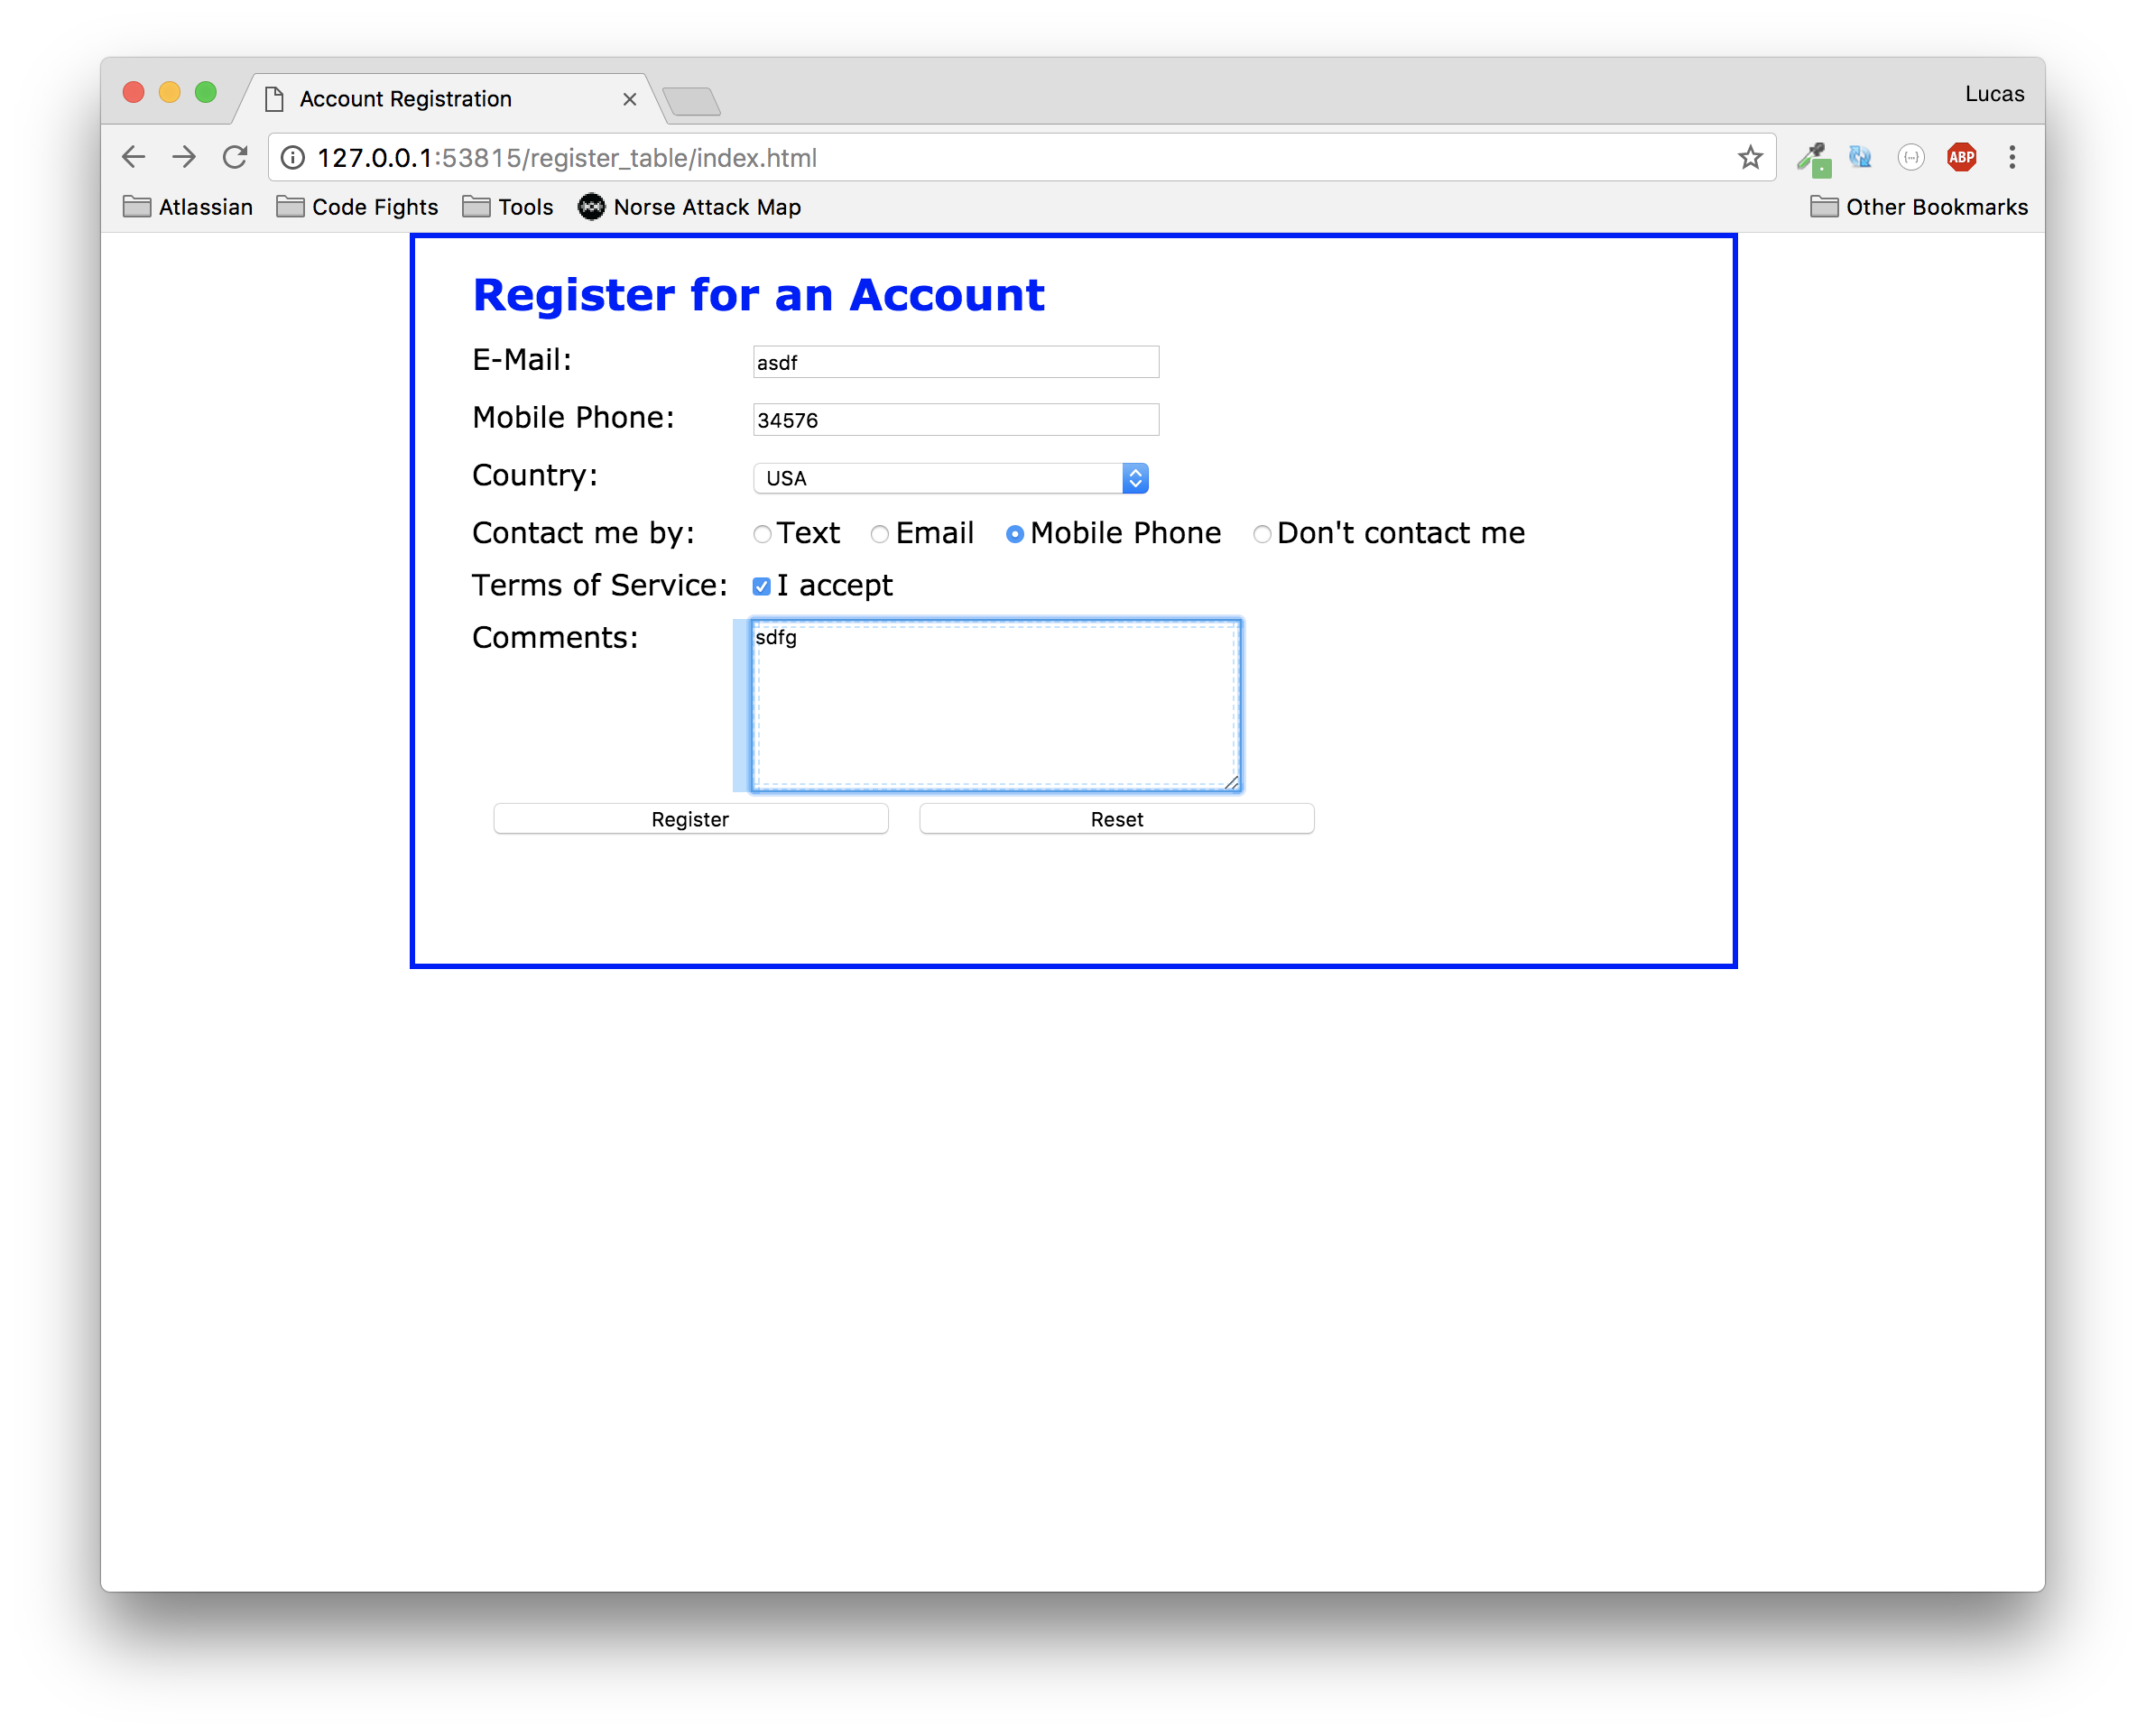 Account Registration
Lucas
127.0.0.1:53815/register_table/index.html
ABP
Atlassian Code Fights Tools Norse Attack Map Other Bookmarks
Register for an Account
E-Mail: asdf
Mobile Phone: 34576
Country: USA
Contact me by: Text Email Mobile Phone Don't contact me
Terms of Service: I accept
Comments: sdfg
Register Reset